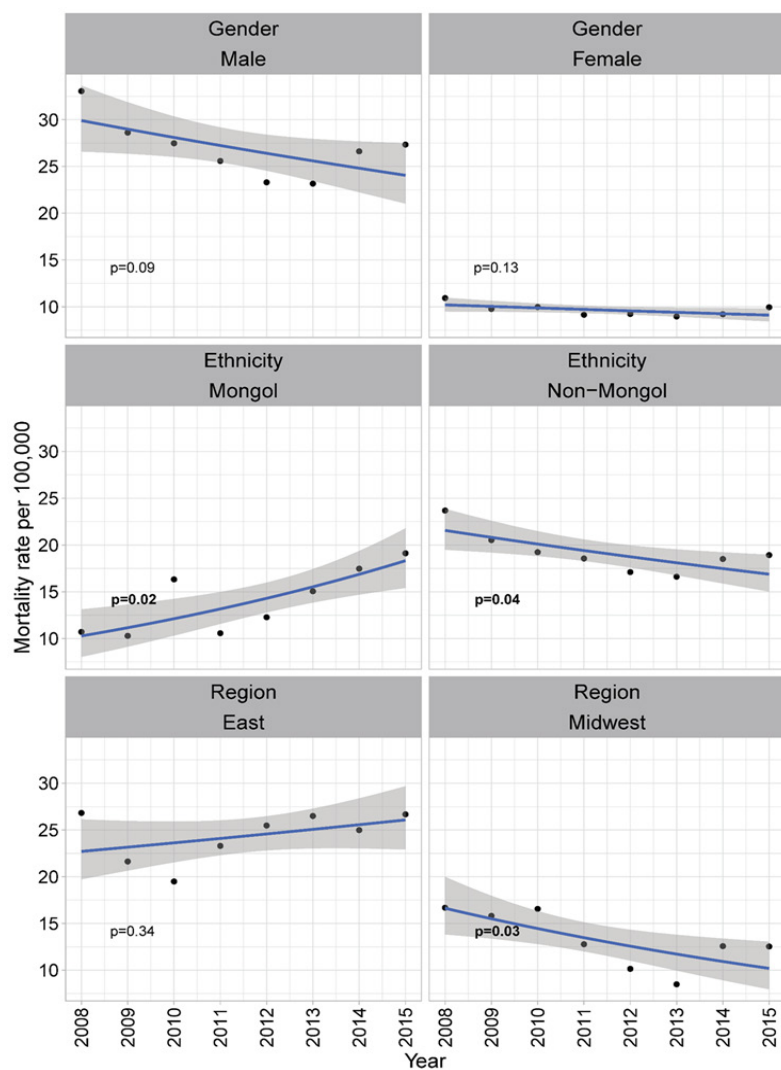 Gender
Male
Gender
Female
30
25
20
15
10
p=0.09
p=0.13
Ethnicity
Mongol
Ethnicity
Non−Mongol
Mortality rate per 100,000
30
25
20
15
10
p=0.02
p=0.04
Region
East
Region
Midwest
30
25
20
15
10
p=0.34
p=0.03
2008
2009
2010
2011
2012
2013
2014
2015
2008
2009
2010
2011
2012
2013
2014
2015
Year